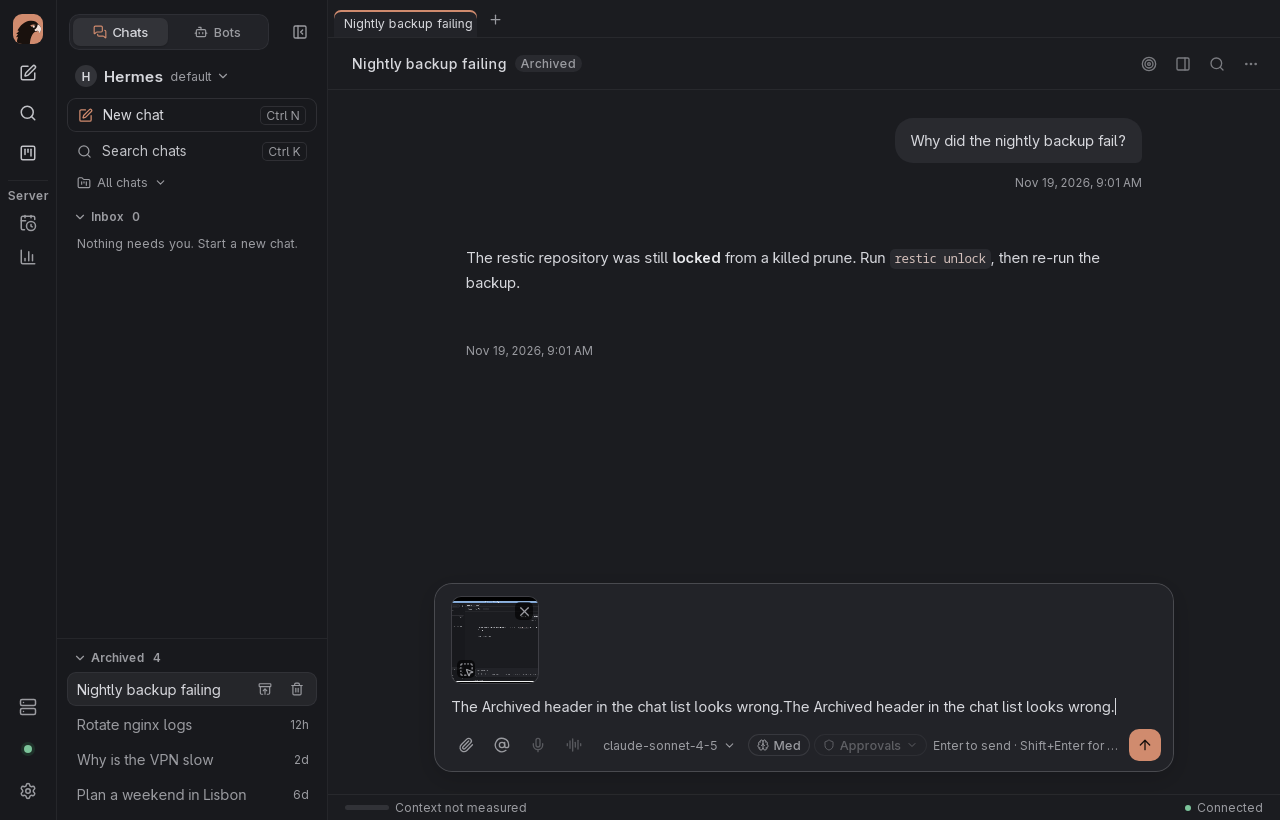 Chats
Bots
Nightly backup failing
H
Hermes
default
New chat
Ctrl N
Search chats
Ctrl K
All chats
Server
Inbox 0
Nothing needs you. Start a new chat.
Nightly backup failing
Archived
Why did the nightly backup fail?
Nov 19, 2026, 9:01 AM
The restic repository was still locked from a killed prune. Run restic unlock, then re-run the
backup.
Nov 19, 2026, 9:01 AM
Archived 4
Nightly backup failing
Rotate nginx logs
12h
Why is the VPN slow
2d
Plan a weekend in Lisbon
6d
The Archived header in the chat list looks wrong.The Archived header in the chat list looks wrong.
claude-sonnet-4-5
Med
Approvals
Enter to send · Shift+Enter for …
Context not measured
Connected